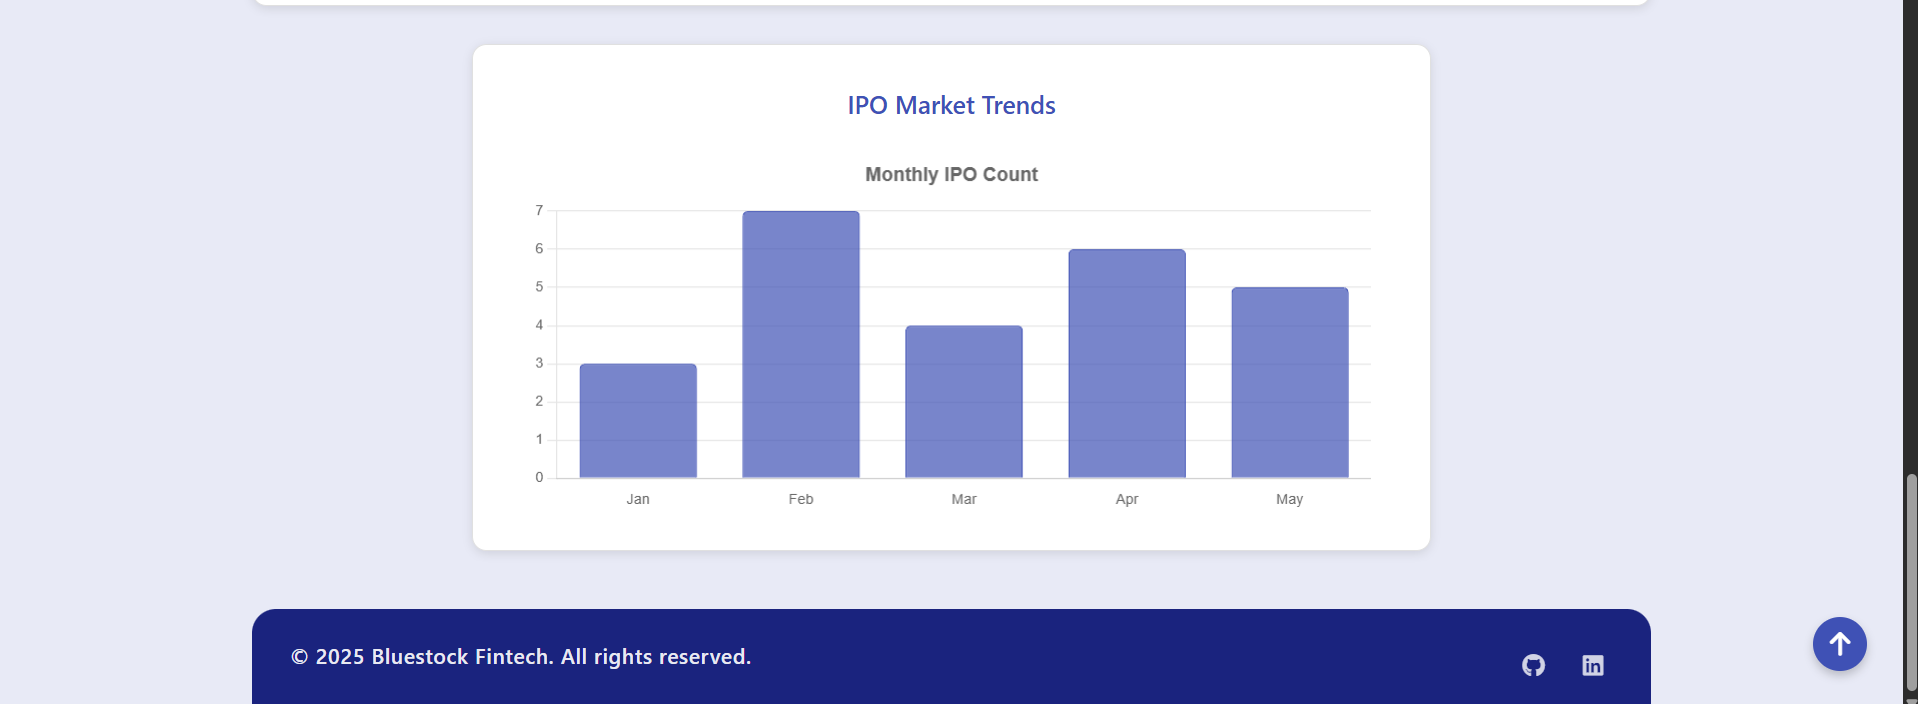 IPO Market Trends
Monthly IPO Count
7
6
5
4
3
2
1
0
Jan Feb Mar Apr May
© 2025 Bluestock Fintech. All rights reserved.
in